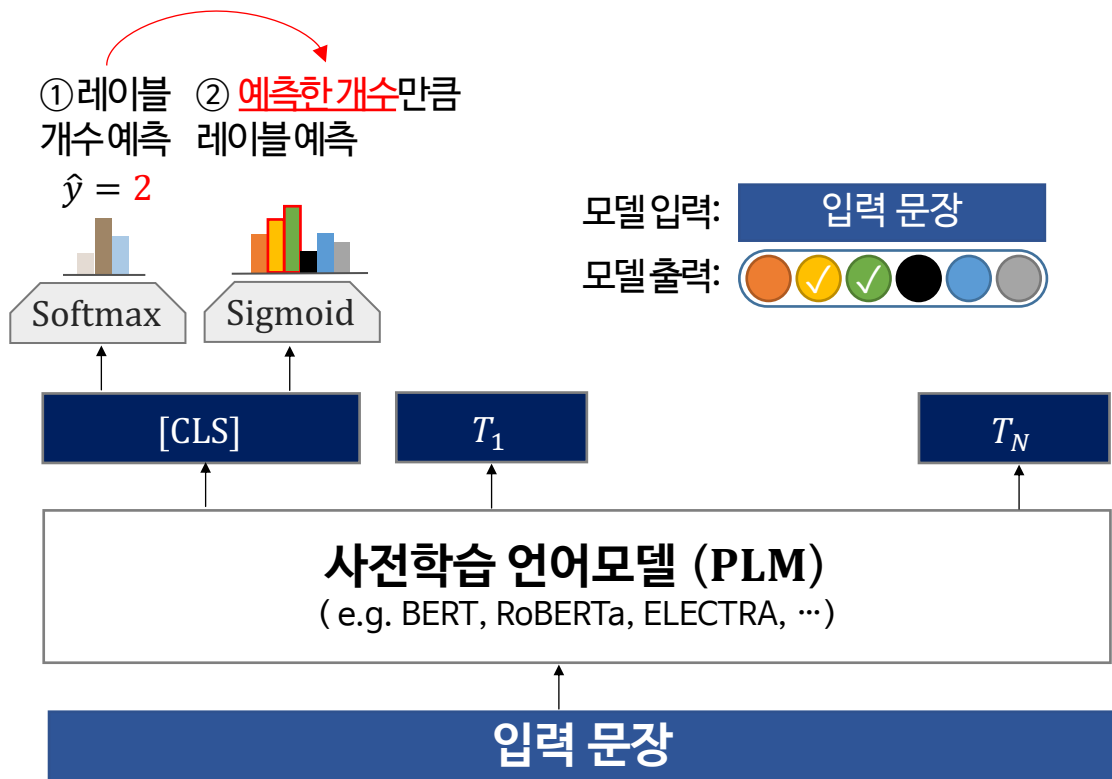 ① 레이블
개수 예측
② 예측한 개수만큼
레이블 예측
ŷ = 2
모델 입력: 입력 문장
모델 출력: ✓ ✓
Softmax
Sigmoid
[CLS]
T₁
T_N
사전학습 언어모델 (PLM)
( e.g. BERT, RoBERTa, ELECTRA, ⋯)
입력 문장